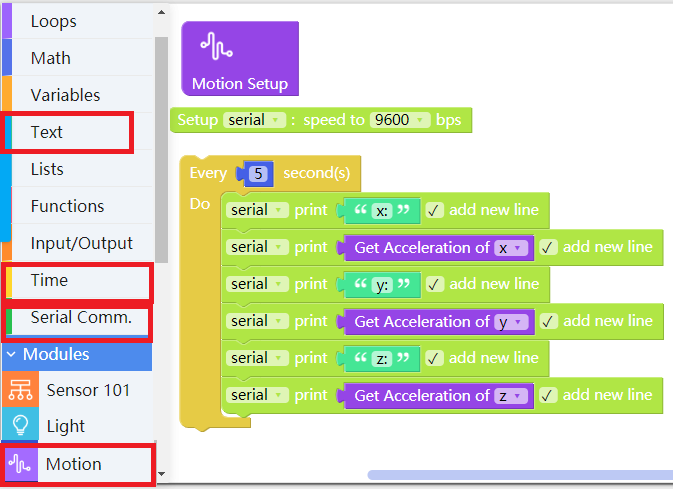 Loops
Math
Variables
Text
Lists
Functions
Input/Output
Time
Serial Comm.
Modules
Sensor 101
Light
Motion
Motion Setup
Setup serial : speed to 9600 bps
Every 5 second(s)
Do serial print “ x: ” ✓ add new line
serial print Get Acceleration of x ✓ add new line
serial print “ y: ” ✓ add new line
serial print Get Acceleration of y ✓ add new line
serial print “ z: ” ✓ add new line
serial print Get Acceleration of z ✓ add new line